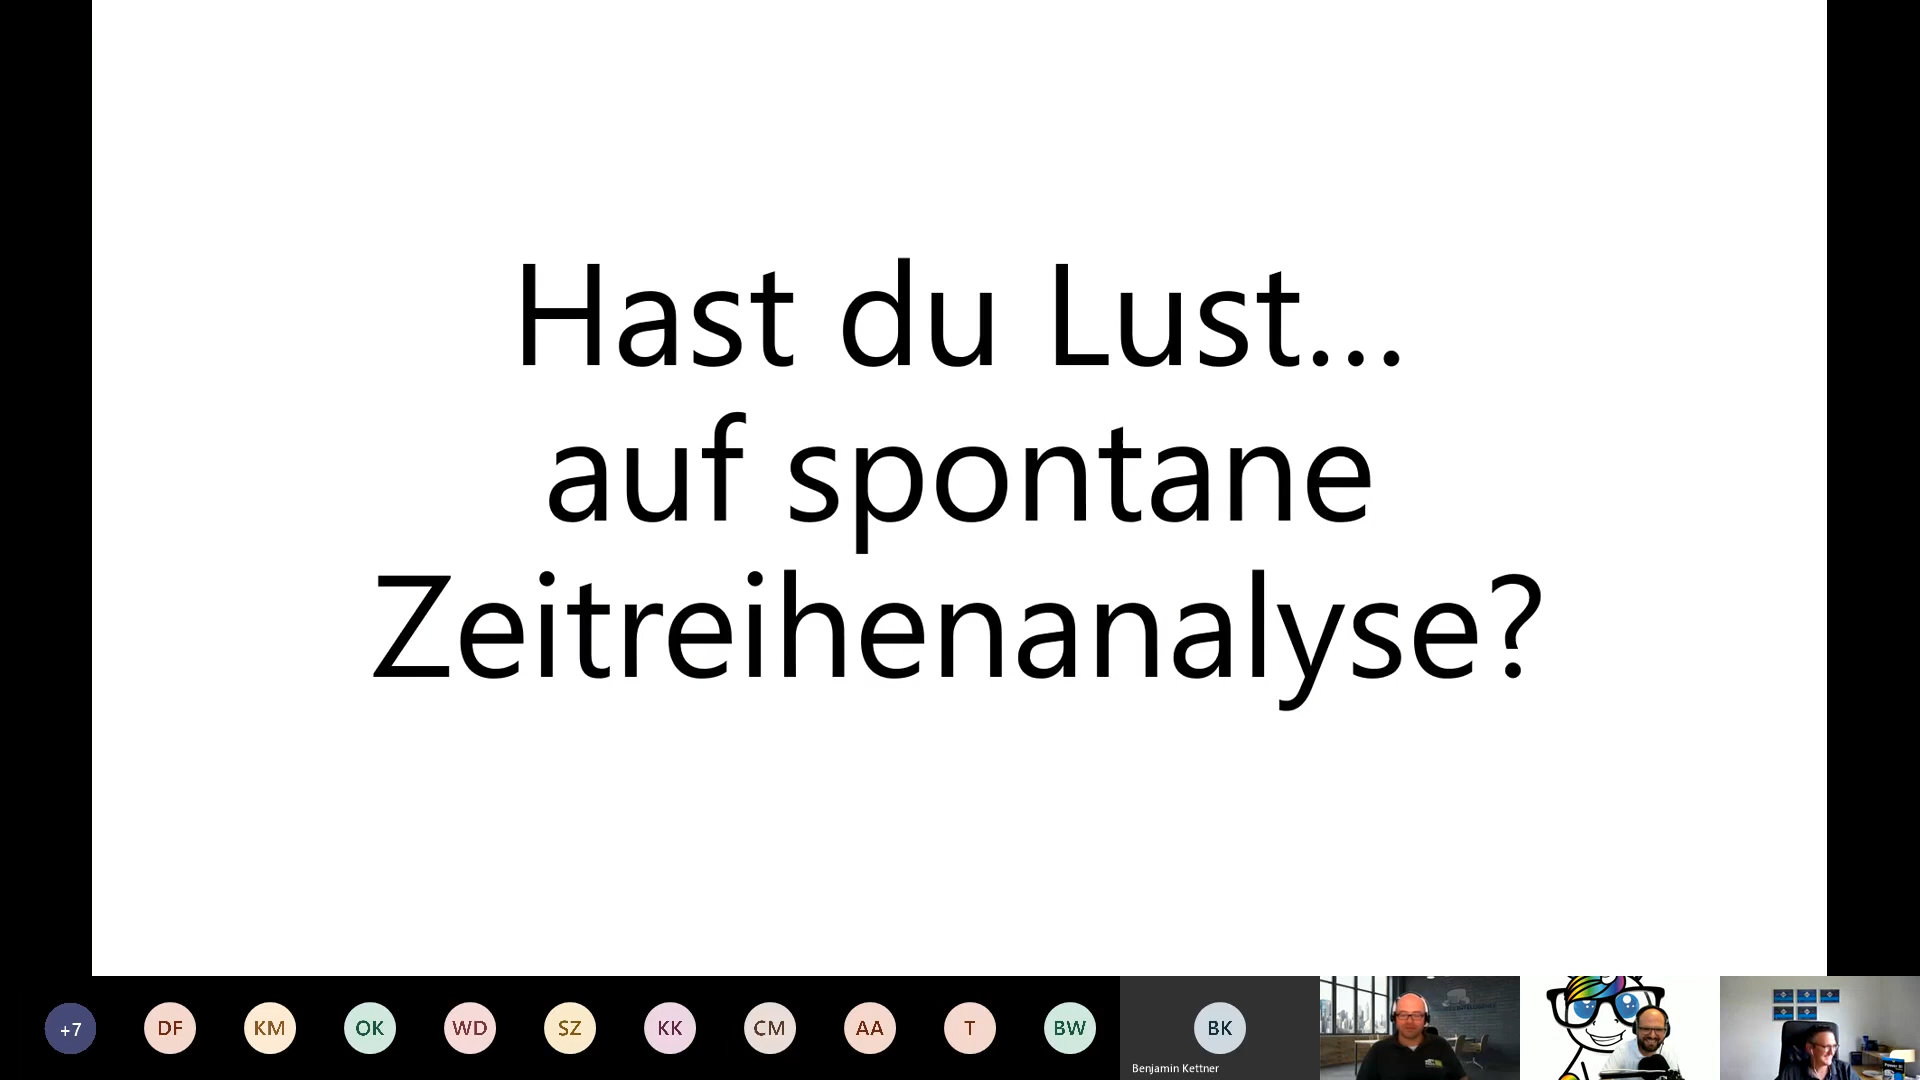 Hast du Lust...
auf spontane
Zeitreihenanalyse?
+7
DF
KM
OK
WD
SZ
KK
CM
AA
T
BW
BK
Benjamin Kettner